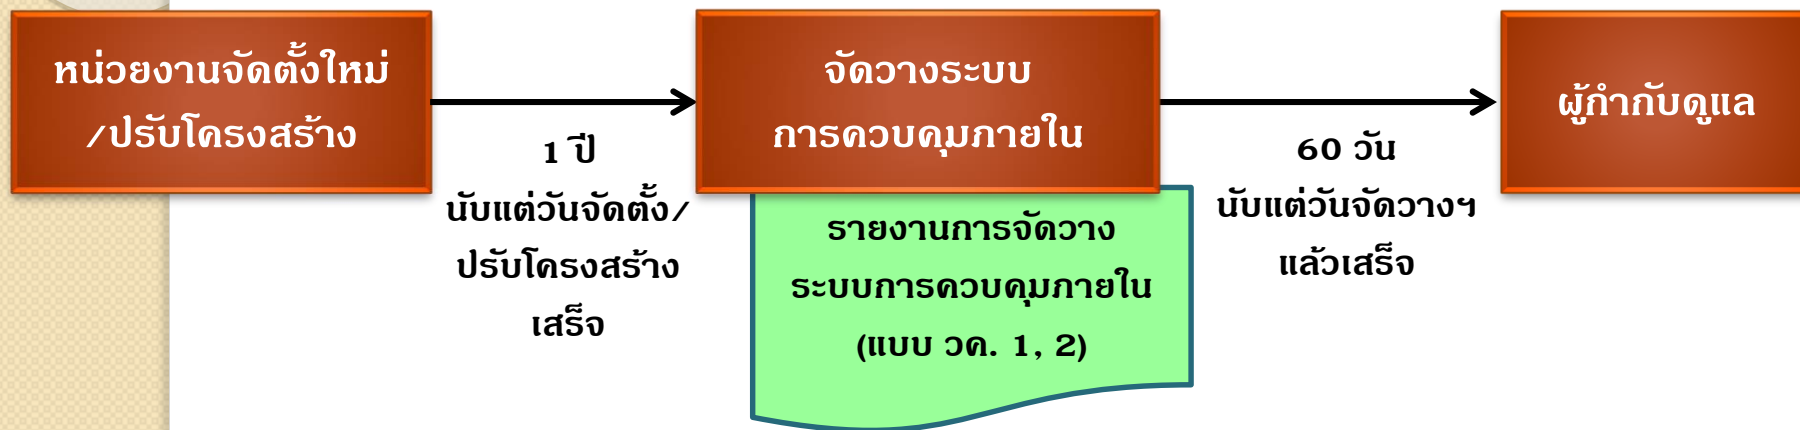 หน่วยงานจัดตั้งใหม่
/ปรับโครงสร้าง
1 ปี
นับแต่วันจัดตั้ง/
ปรับโครงสร้าง
เสร็จ
จัดวางระบบ
การควบคุมภายใน
รายงานการจัดวาง
ระบบการควบคุมภายใน
(แบบ วค. 1, 2)
60 วัน
นับแต่วันจัดวางฯ
แล้วเสร็จ
ผู้กำกับดูแล